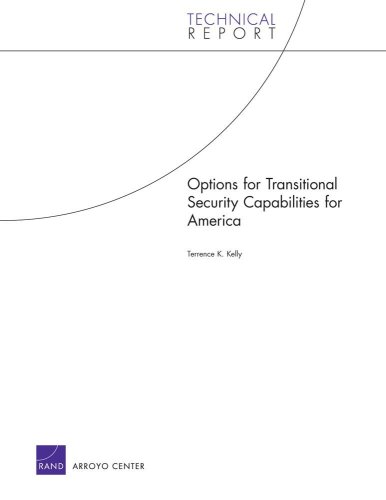 TECHNICAL
REPORT
Options for Transitional
Security Capabilities for
America
Terrence K. Kelly
RAND
ARROYO CENTER